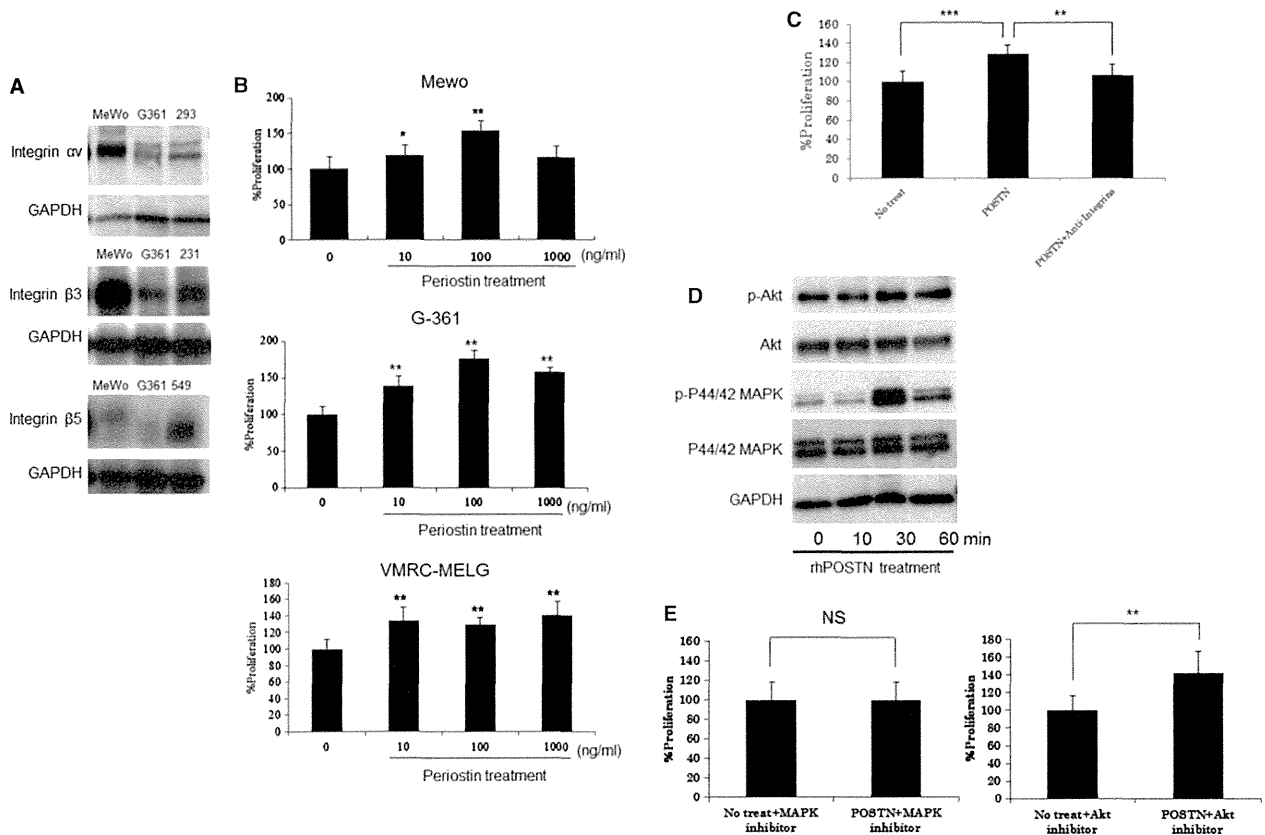 A
MeWo G361 293
Integrin αv
GAPDH
MeWo G361 231
Integrin β3
GAPDH
MeWo G361 549
Integrin β5
GAPDH
B
Mewo
%Proliferation
200
150
100
50
0
*
**
0 10 100 1000 (ng/ml)
Periostin treatment
G-361
%Proliferation
200
150
100
50
0
**
**
**
0 10 100 1000 (ng/ml)
Periostin treatment
VMRC-MELG
%Proliferation
180
160
140
120
100
80
60
40
20
0
**
**
**
0 10 100 1000 (ng/ml)
Periostin treatment
C
%Proliferation
160
140
120
100
80
60
40
20
0
***
**
No treat
POSTN
POSTN+Anti-Integrins
D
p-Akt
Akt
p-P44/42 MAPK
P44/42 MAPK
GAPDH
0 10 30 60 min
rhPOSTN treatment
E
NS
%Proliferation
160
140
120
100
80
60
40
20
0
No treat+MAPK inhibitor
POSTN+MAPK inhibitor
**
%Proliferation
180
160
140
120
100
80
60
40
20
0
No treat+Akt inhibitor
POSTN+Akt inhibitor